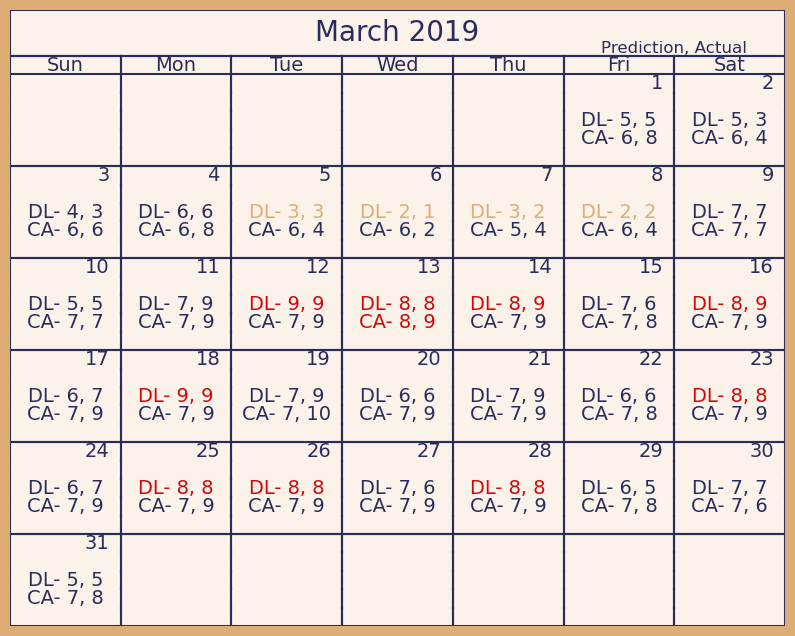 March 2019
Prediction, Actual
Sun Mon Tue Wed Thu Fri Sat
1 2
DL- 5, 5 DL- 5, 3
CA- 6, 8 CA- 6, 4
3 4 5 6 7 8 9
DL- 4, 3 DL- 6, 6 DL- 3, 3 DL- 2, 1 DL- 3, 2 DL- 2, 2 DL- 7, 7
CA- 6, 6 CA- 6, 8 CA- 6, 4 CA- 6, 2 CA- 5, 4 CA- 6, 4 CA- 7, 7
10 11 12 13 14 15 16
DL- 5, 5 DL- 7, 9 DL- 9, 9 DL- 8, 8 DL- 8, 9 DL- 7, 6 DL- 8, 9
CA- 7, 7 CA- 7, 9 CA- 7, 9 CA- 8, 9 CA- 7, 9 CA- 7, 8 CA- 7, 9
17 18 19 20 21 22 23
DL- 6, 7 DL- 9, 9 DL- 7, 9 DL- 6, 6 DL- 7, 9 DL- 6, 6 DL- 8, 8
CA- 7, 9 CA- 7, 9 CA- 7, 10 CA- 7, 9 CA- 7, 9 CA- 7, 8 CA- 7, 9
24 25 26 27 28 29 30
DL- 6, 7 DL- 8, 8 DL- 8, 8 DL- 7, 6 DL- 8, 8 DL- 6, 5 DL- 7, 7
CA- 7, 9 CA- 7, 9 CA- 7, 9 CA- 7, 9 CA- 7, 9 CA- 7, 8 CA- 7, 6
31
DL- 5, 5
CA- 7, 8